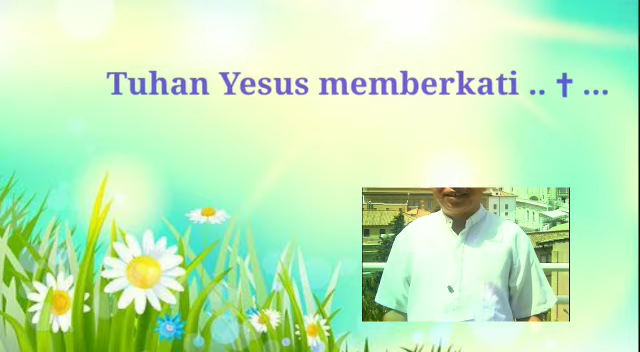 Tuhan Yesus memberkati .. ✝ ...